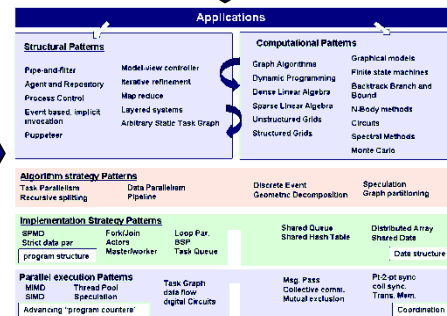 Applications
Structural Patterns
Pipe-and-filter
Agent and Repository
Process Control
Event based, implicit
invocation
Puppeteer
Model-view controller
Iterative refinement
Map reduce
Layered systems
Arbitrary Static Task Graph
Computational Patterns
Graph Algorithms
Dynamic Programming
Dense Linear Algebra
Sparse Linear Algebra
Unstructured Grids
Structured Grids
Graphical models
Finite state machines
Backtrack Branch and
Bound
N-Body methods
Circuits
Spectral Methods
Monte Carlo
Algorithm strategy Patterns
Task Parallelism
Recursive splitting
Data Parallelism
Pipeline
Discrete Event
Geometric Decomposition
Speculation
Graph partitioning
Implementation Strategy Patterns
SPMD
Strict data par
Fork/Join
Actors
Master/worker
Loop Par.
BSP
Task Queue
program structure
Shared Queue
Shared Hash Table
Distributed Array
Shared Data
Data structure
Parallel execution Patterns
MIMD
SIMD
Thread Pool
Speculation
Task Graph
data flow
digital Circuits
Advancing "program counters"
Msg. Pass
Collective comm.
Mutual exclusion
Pt-2-pt sync
coll sync.
Trans. Mem.
Coordination